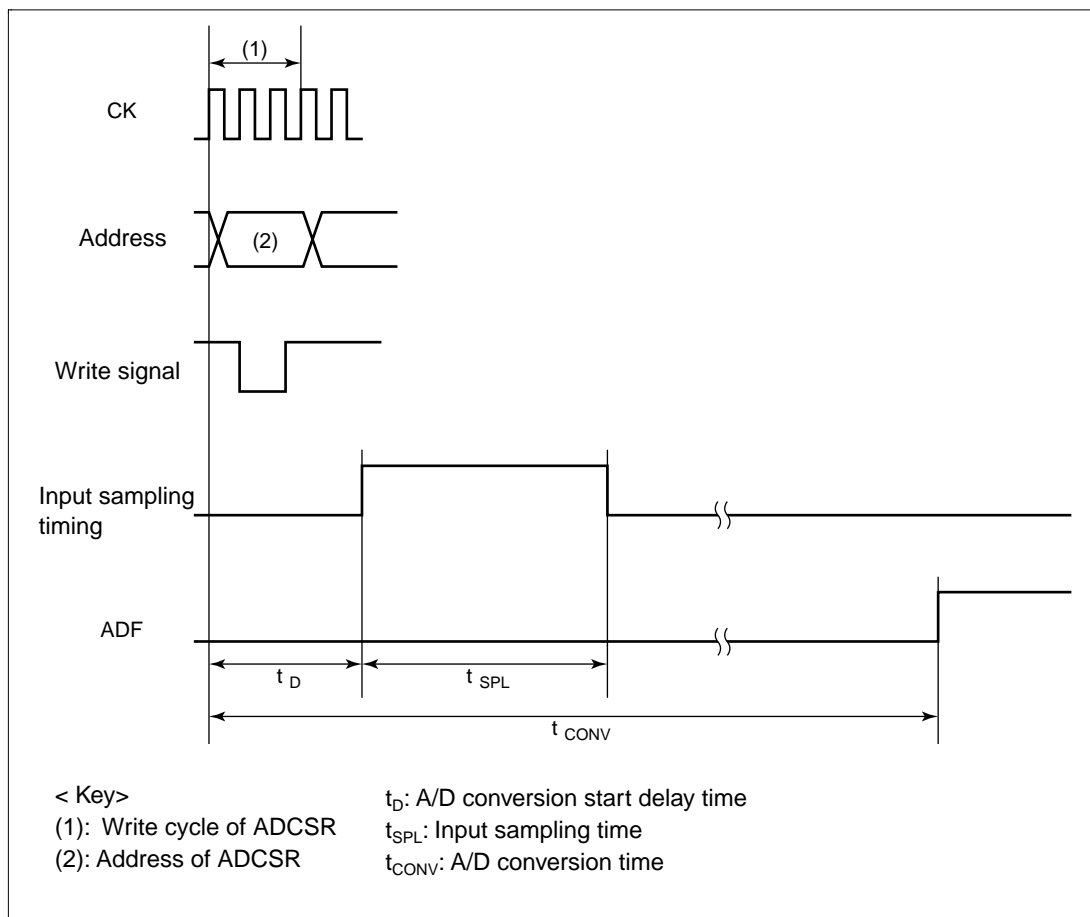 (1)
CK
Address
(2)
Write signal
Input sampling
timing
ADF
t D
t SPL
t CONV
< Key>
(1): Write cycle of ADCSR
(2): Address of ADCSR
tD: A/D conversion start delay time
tSPL: Input sampling time
tCONV: A/D conversion time